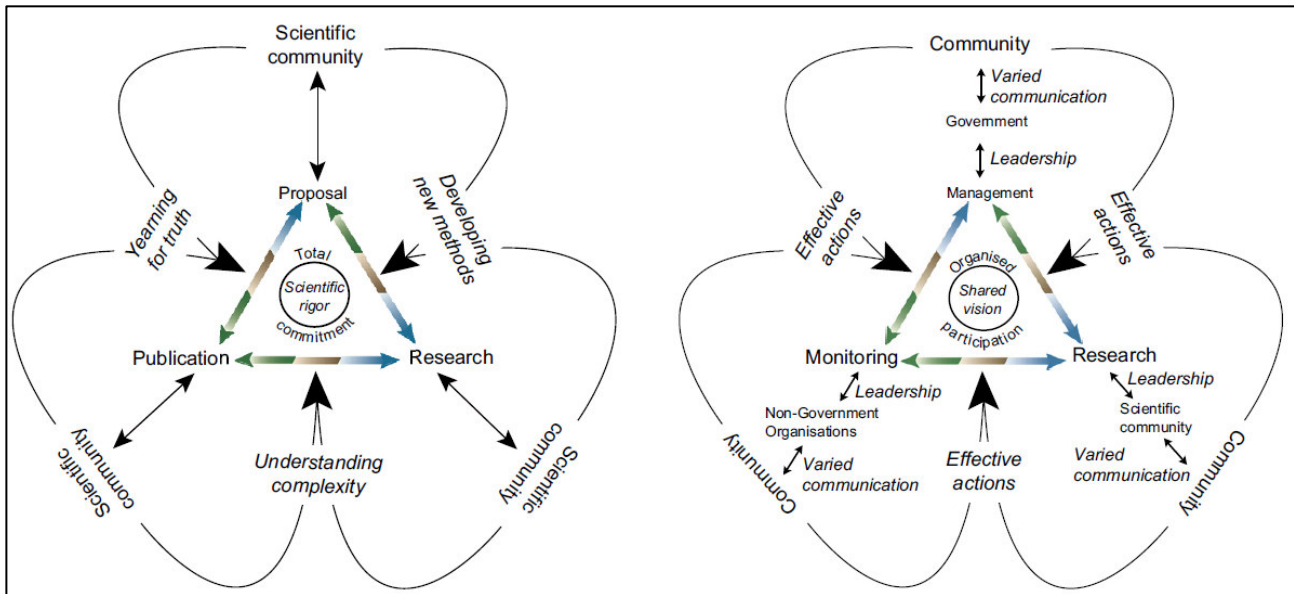 Scientific
community
Yearning
for truth
Proposal
Developing
new methods
Total
Scientific
rigor
commitment
Publication
Research
Scientific
community
Understanding
complexity
Scientific
community
Community
Varied
communication
Government
Leadership
Management
Effective
actions
Effective
actions
Organised
Shared
vision
participation
Monitoring
Research
Leadership
Leadership
Non-Government
Organisations
Scientific
community
Varied
communication
Varied
communication
Community
Effective
actions
Community